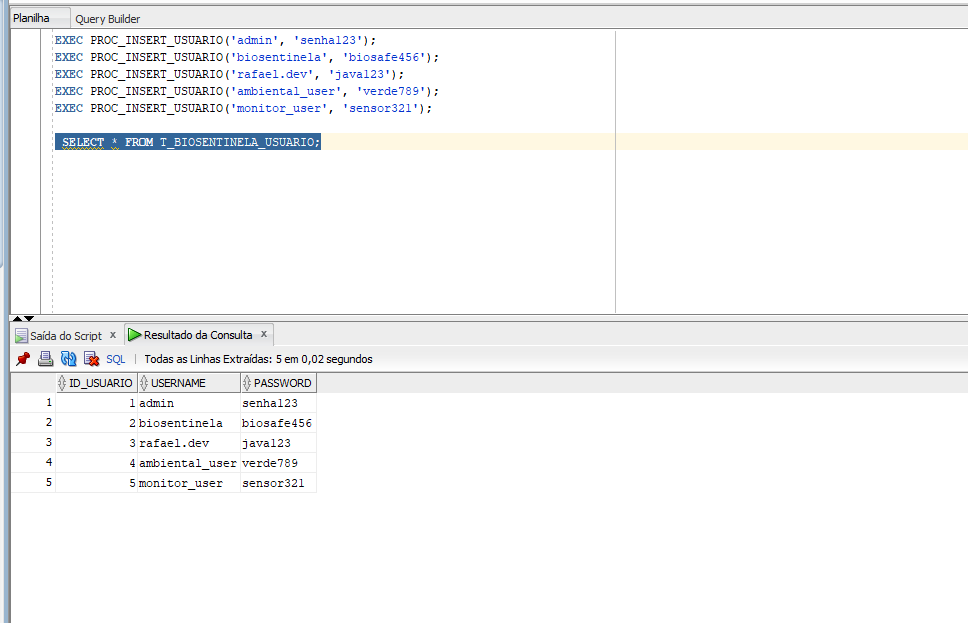 Planilha Query Builder
EXEC PROC_INSERT_USUARIO('admin', 'senha123');
EXEC PROC_INSERT_USUARIO('biosentinela', 'biosafe456');
EXEC PROC_INSERT_USUARIO('rafael.dev', 'java123');
EXEC PROC_INSERT_USUARIO('ambiental_user', 'verde789');
EXEC PROC_INSERT_USUARIO('monitor_user', 'sensor321');
SELECT * FROM T_BIOSENTINELA_USUARIO;
Saída do Script x Resultado da Consulta x
SQL | Todas as Linhas Extraídas: 5 em 0,02 segundos
ID_USUARIO USERNAME PASSWORD
1 1 admin senha123
2 2 biosentinela biosafe456
3 3 rafael.dev java123
4 4 ambiental_user verde789
5 5 monitor_user sensor321